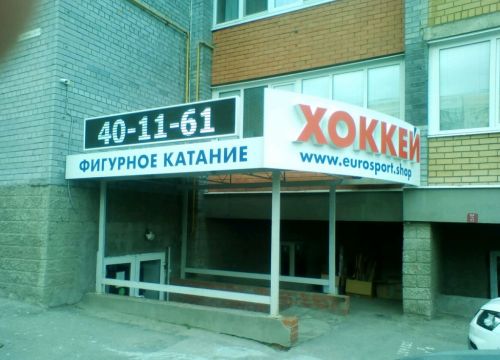 40-11-61
ФИГУРНОЕ КАТАНИЕ
ХОККЕЙ
www.eurosport.shop